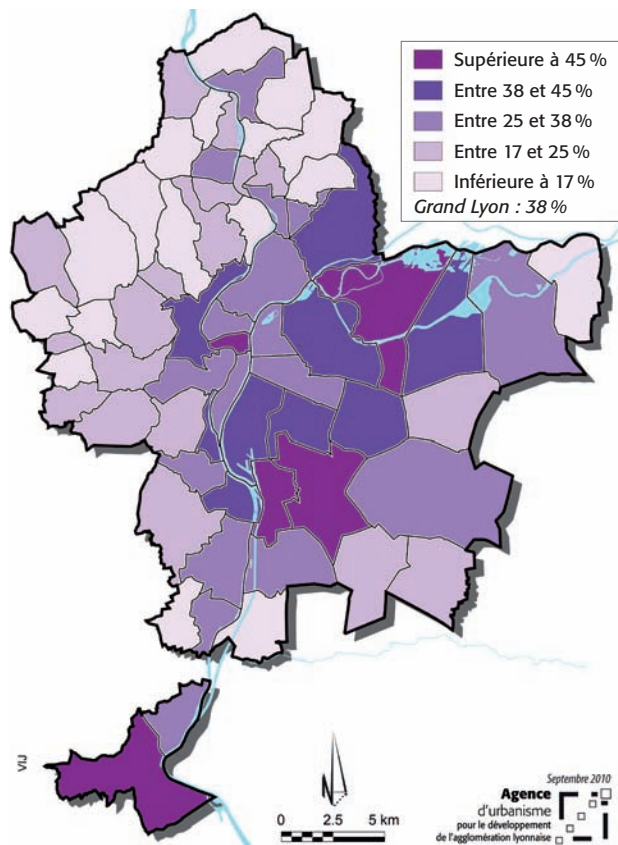 Supérieure à 45 %
Entre 38 et 45 %
Entre 25 et 38 %
Entre 17 et 25 %
Inférieure à 17 %
Grand Lyon : 38 %
VIJ
N
0 2.5 5 km
Septembre 2010
Agence
d'urbanisme
pour le développement
de l'agglomération lyonnaise